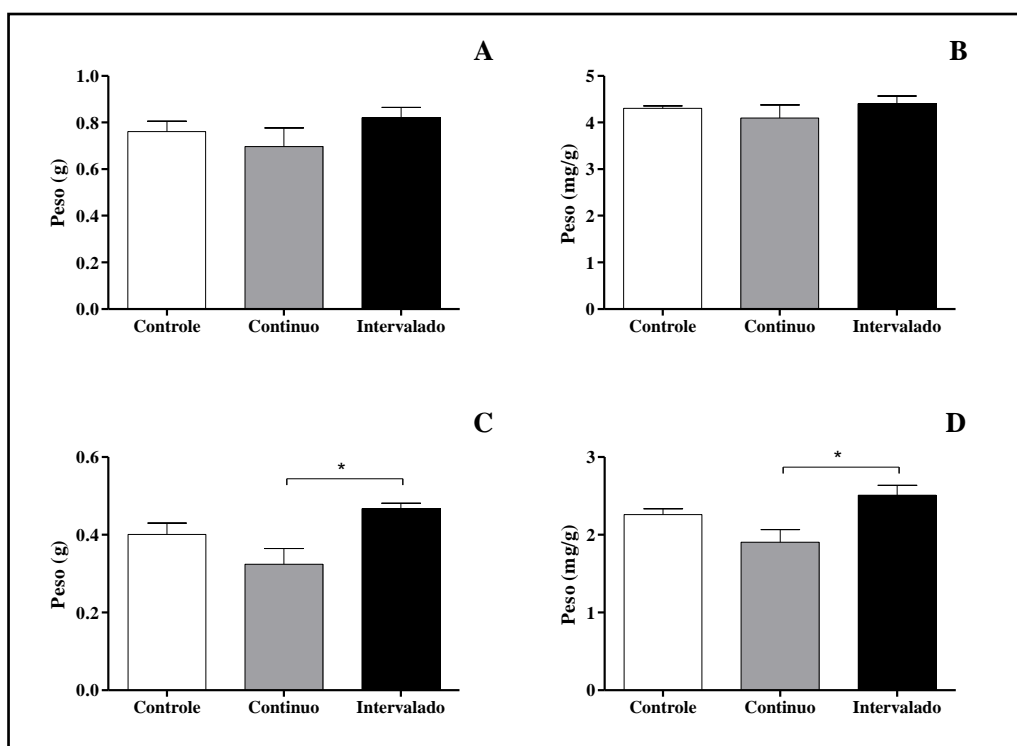 A
Peso (g)
1.0
0.8
0.6
0.4
0.2
0.0
Controle Continuo Intervalado
B
Peso (mg/g)
5
4
3
2
1
0
Controle Continuo Intervalado
C
Peso (g)
0.6
0.4
0.2
0.0
*
Controle Continuo Intervalado
D
Peso (mg/g)
3
2
1
0
*
Controle Continuo Intervalado